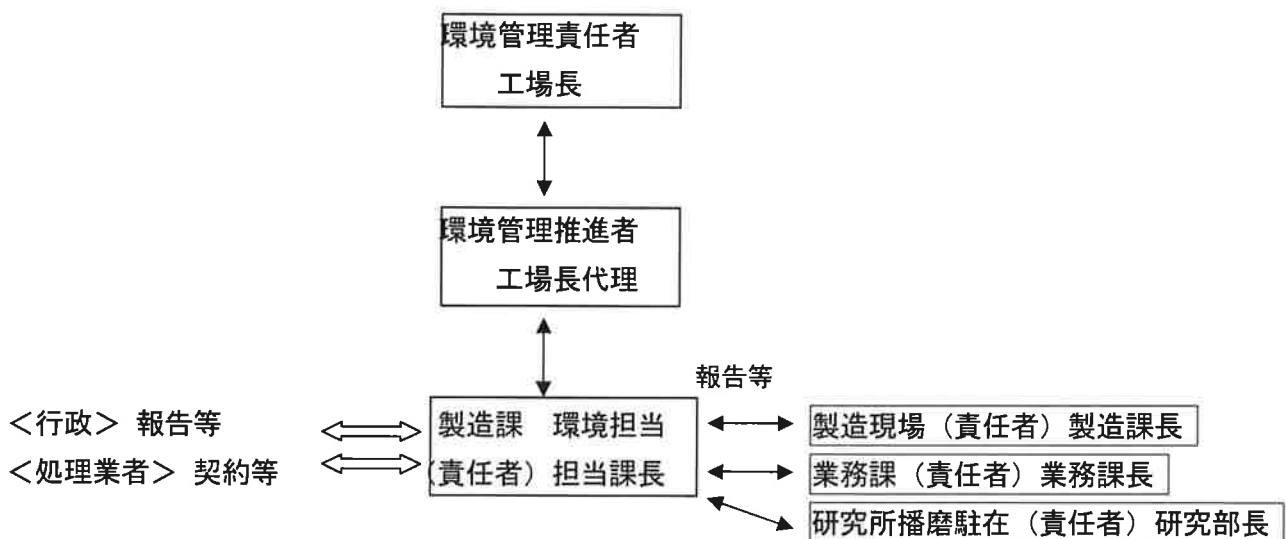 環境管理責任者
工場長
環境管理推進者
工場長代理
報告等
＜行政＞ 報告等
製造課　環境担当
製造現場（責任者）製造課長
＜処理業者＞ 契約等
（責任者）担当課長
業務課（責任者）業務課長
研究所播磨駐在（責任者）研究部長